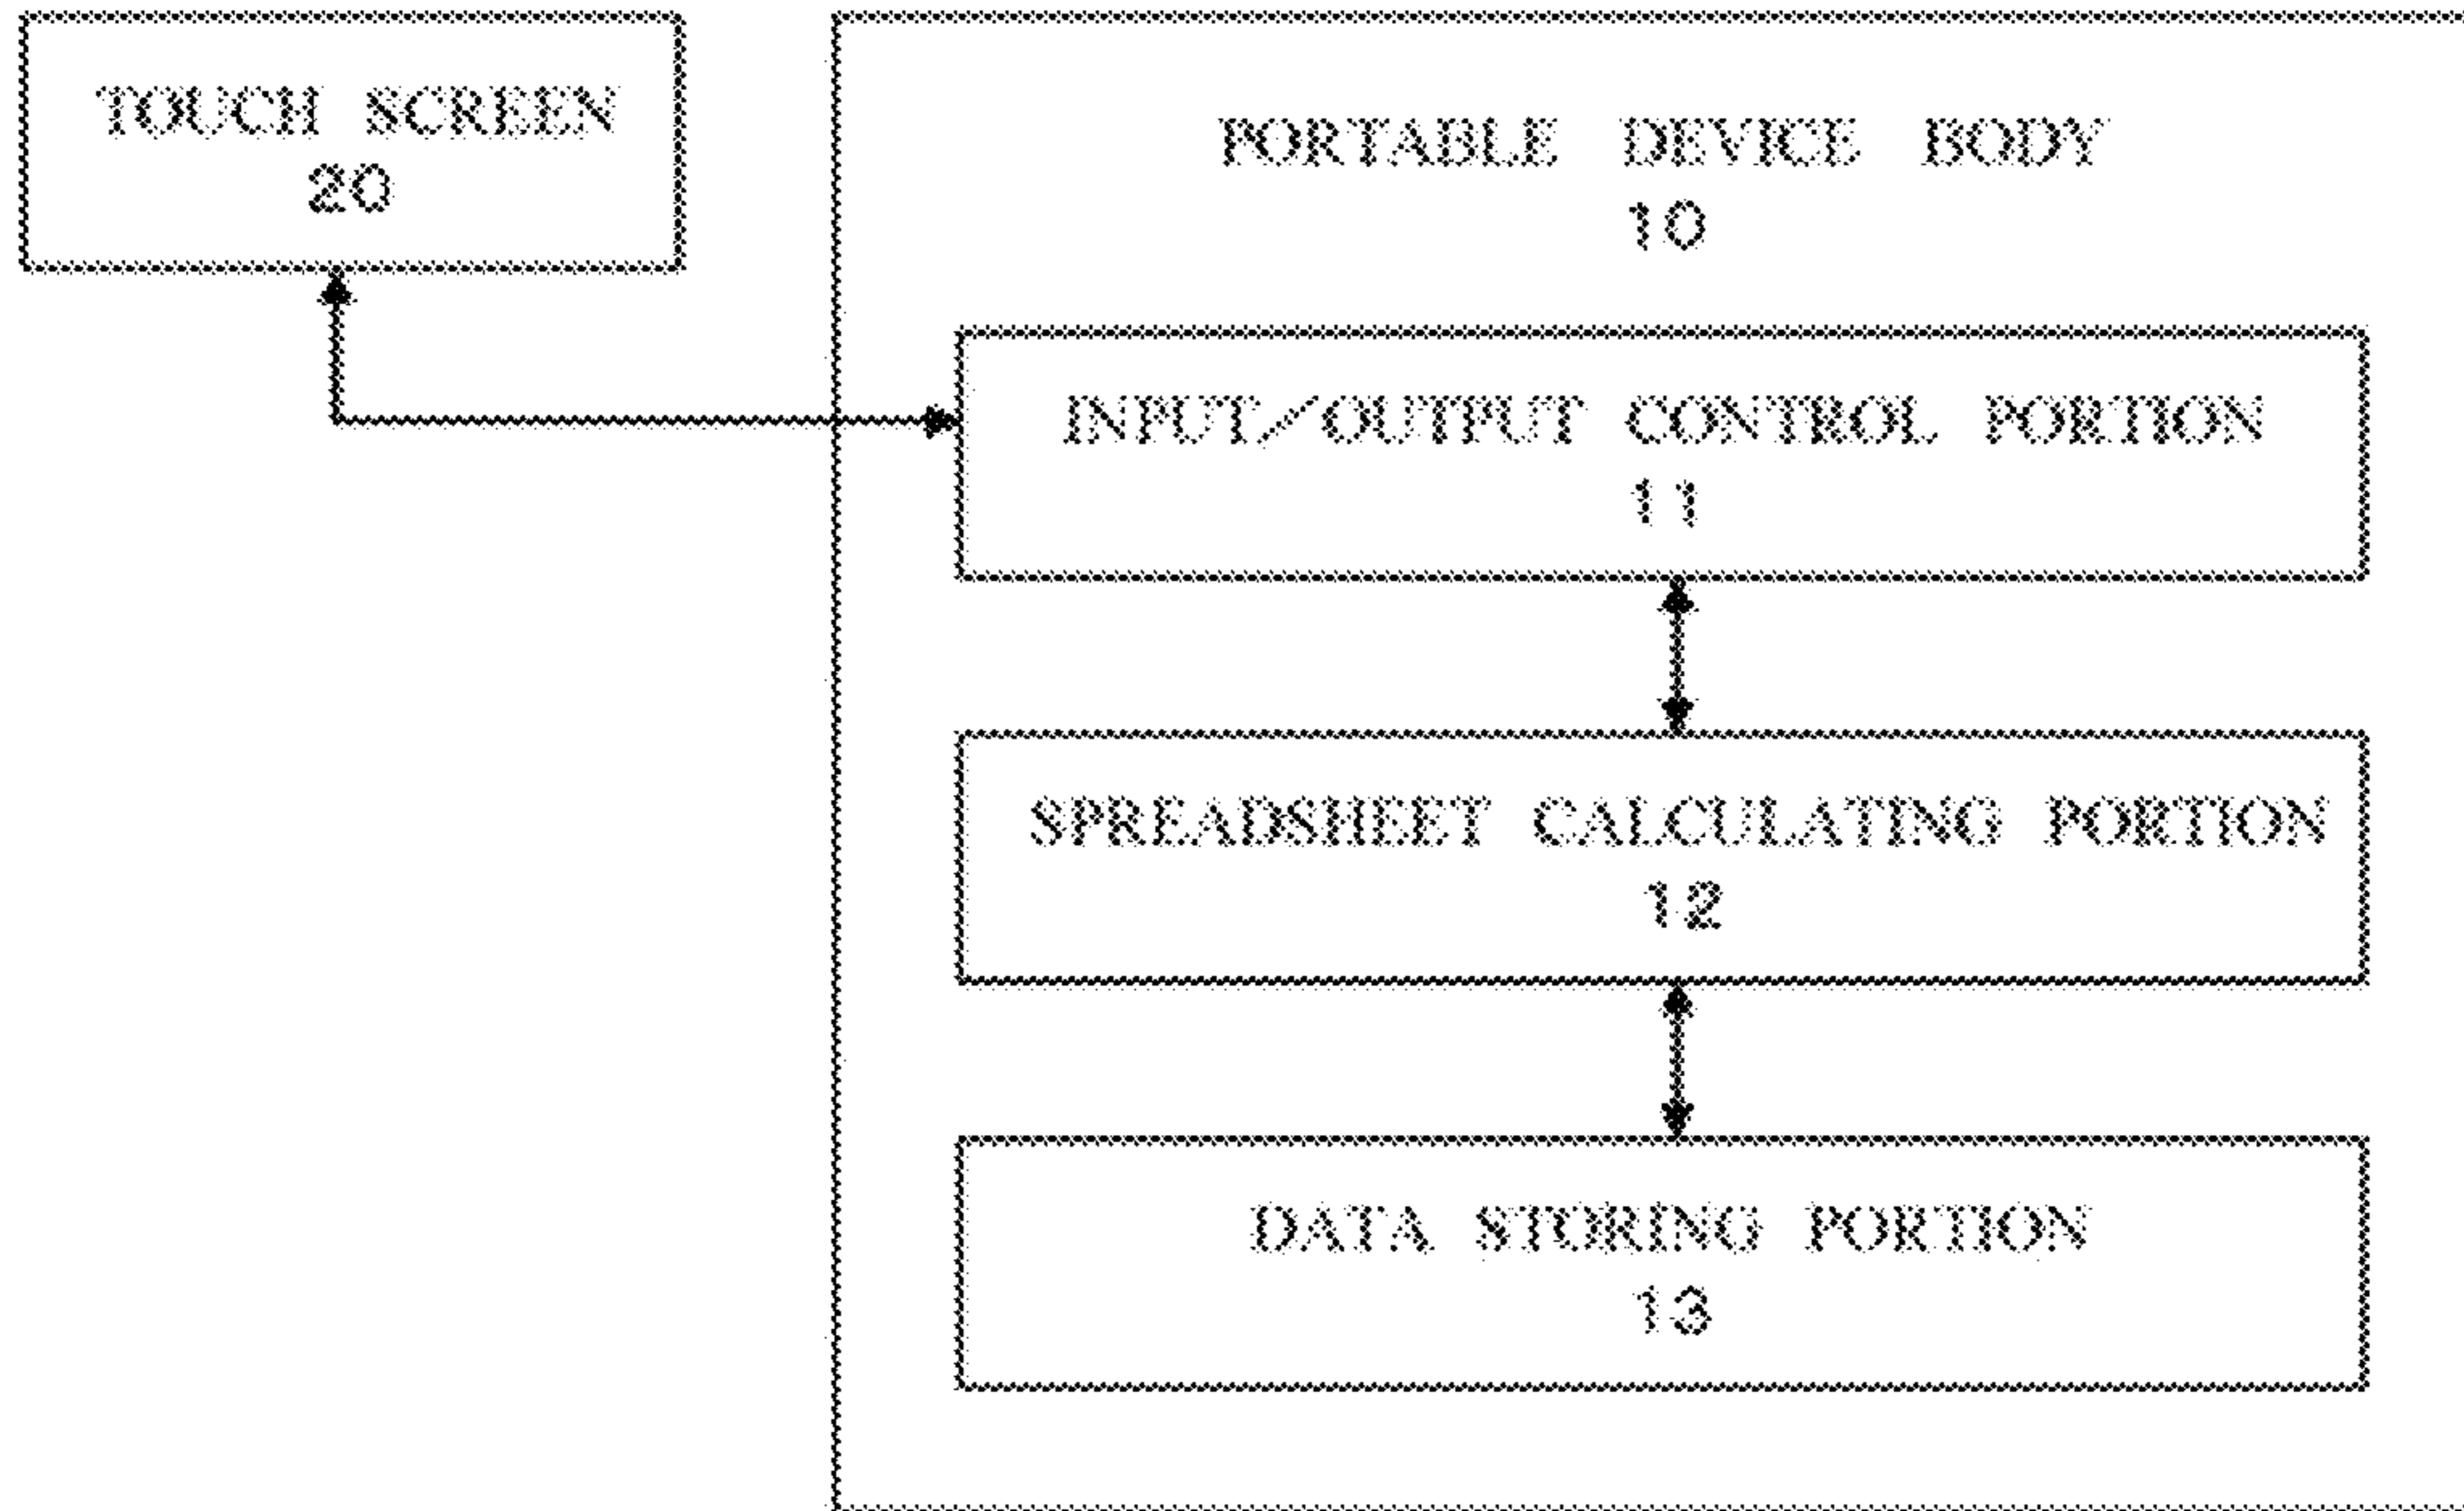 TOUCH SCREEN
20
PORTABLE DEVICE BODY
10
INPUT/OUTPUT CONTROL PORTION
11
SPREADSHEET CALCULATING PORTION
12
DATA STORING PORTION
13